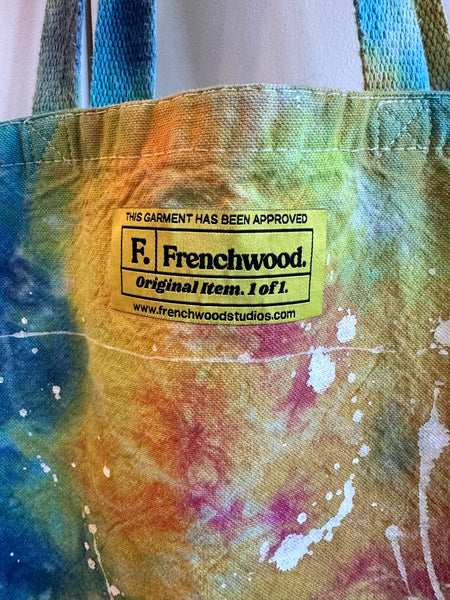 THIS GARMENT HAS BEEN APPROVED
F. Frenchwood.
Original Item. 1 of 1.
www.frenchwoodstudios.com